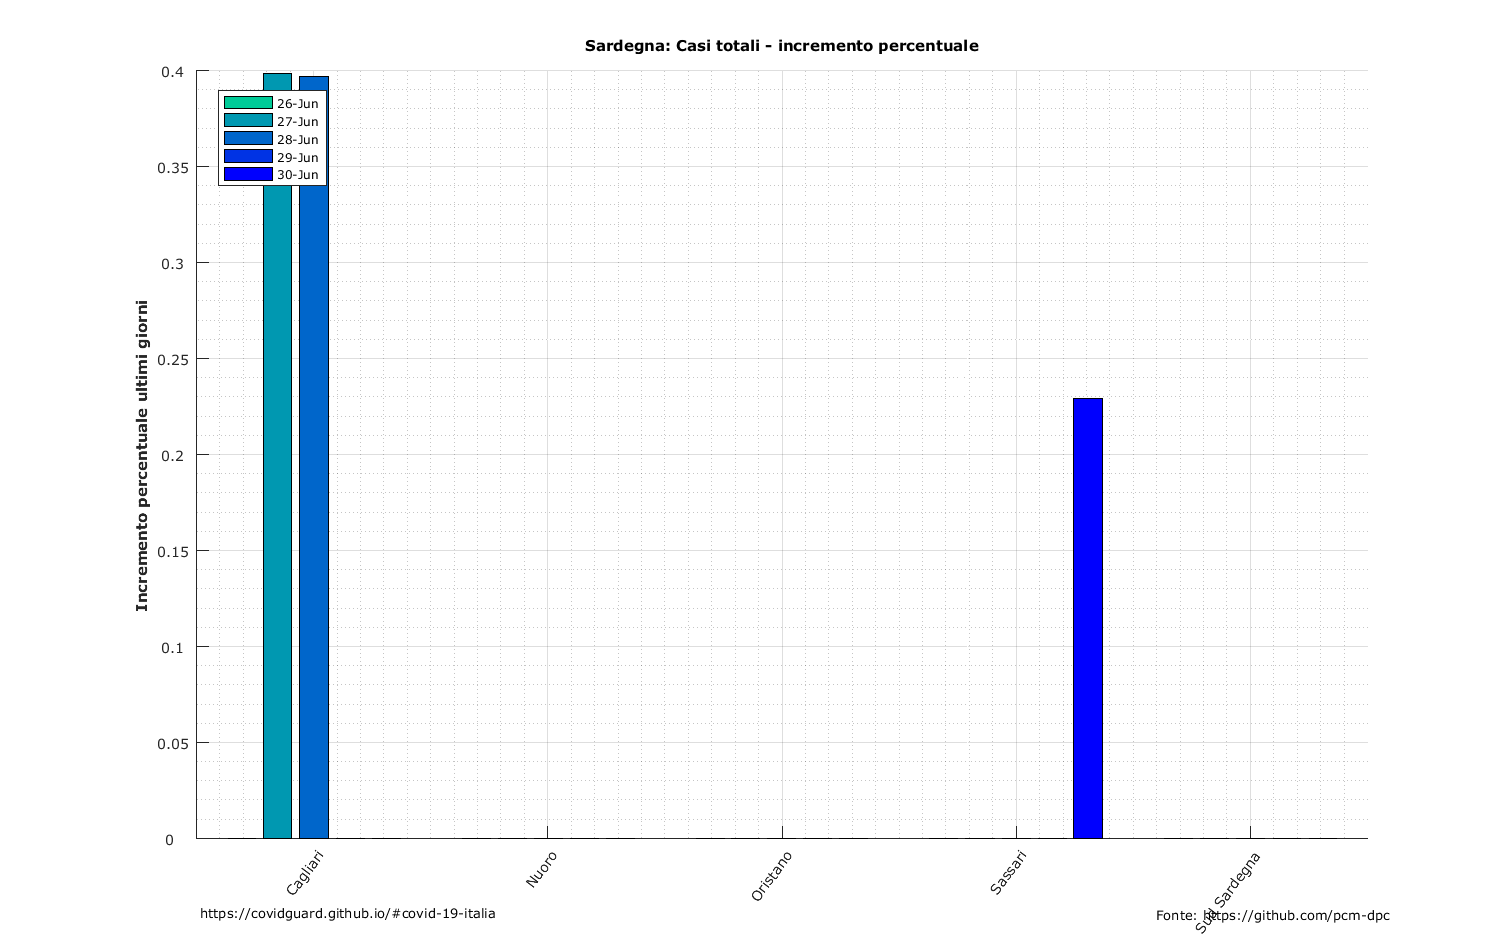 Sardegna: Casi totali - incremento percentuale
0.4
0.35
0.3
0.25
0.2
0.15
0.1
0.05
0
Incremento percentuale ultimi giorni
26-Jun
27-Jun
28-Jun
29-Jun
30-Jun
Cagliari
Nuoro
Oristano
Sassari
Sud Sardegna
https://covidguard.github.io/#covid-19-italia
Fonte: https://github.com/pcm-dpc